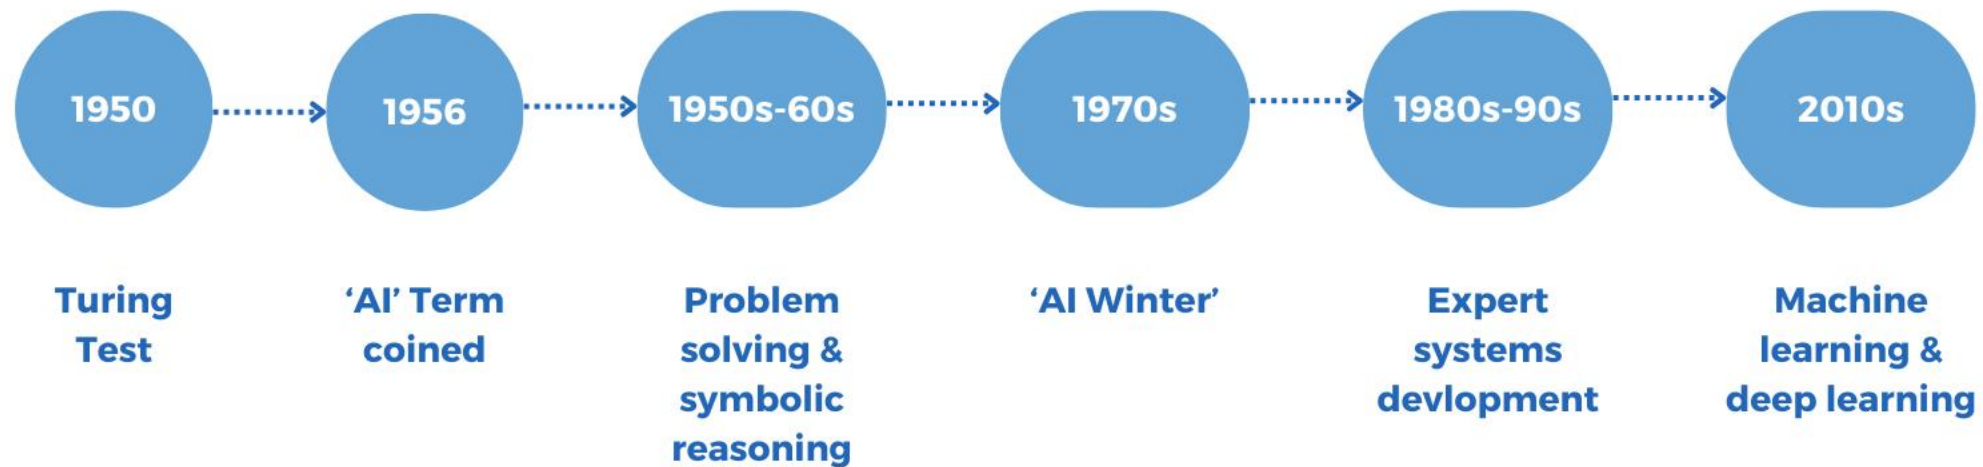 1950
1956
1950s-60s
1970s
1980s-90s
2010s
Turing
Test
‘AI’ Term
coined
Problem
solving &
symbolic
reasoning
‘AI Winter’
Expert
systems
devlopment
Machine
learning &
deep learning